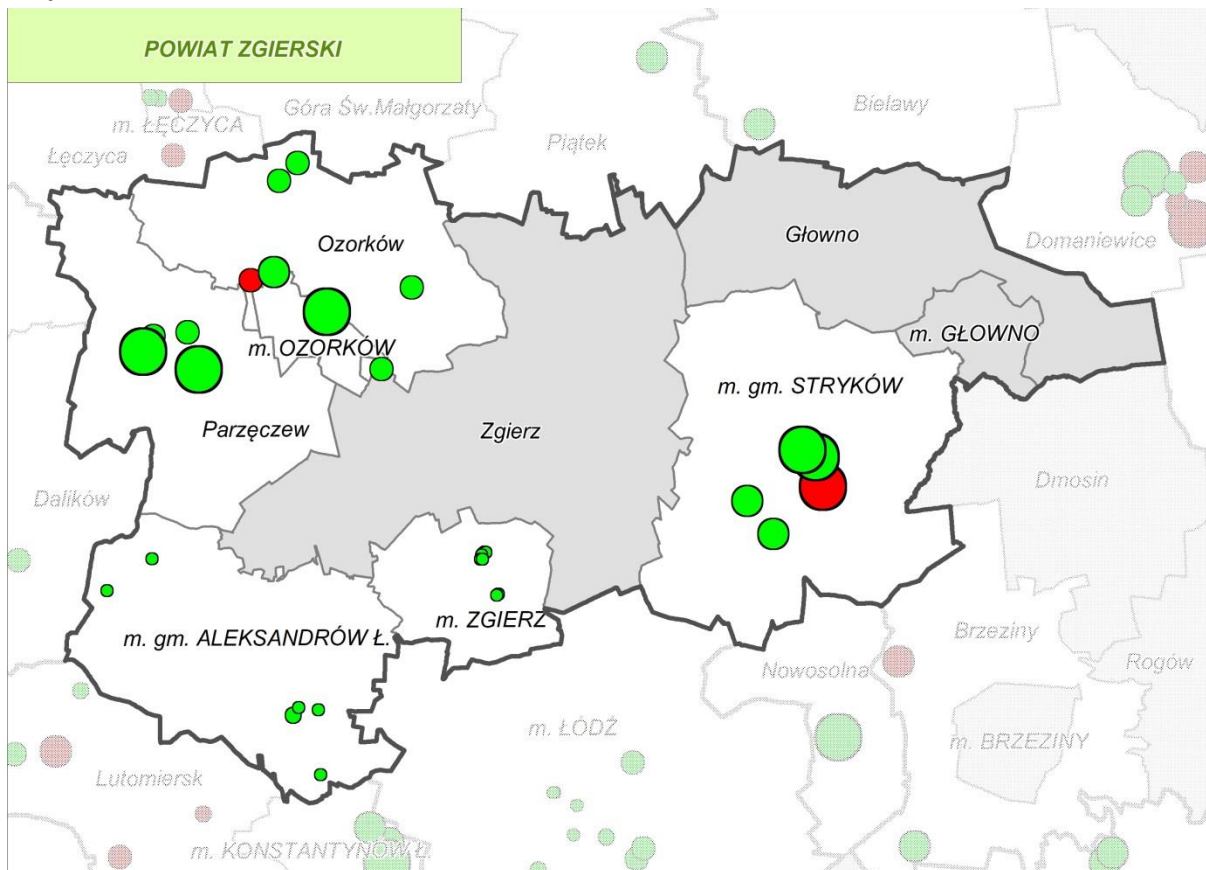 POWIAT ZGIERSKI
Góra Św.Małgorzaty
Bielawy
m. ŁĘCZYCA
Łęczyca
Piątek
Głowno
Ozorków
Domaniewice
m. GŁOWNO
m. OZORKÓW
m. gm. STRYKÓW
Parzęczew
Zgierz
Dalików
Dmosin
m. ZGIERZ
m. gm. ALEKSANDRÓW Ł.
Brzeziny
Nowosolna
Rogów
m. ŁÓDŹ
m. BRZEZINY
Lutomiersk
m. KONSTANTYNÓW Ł.